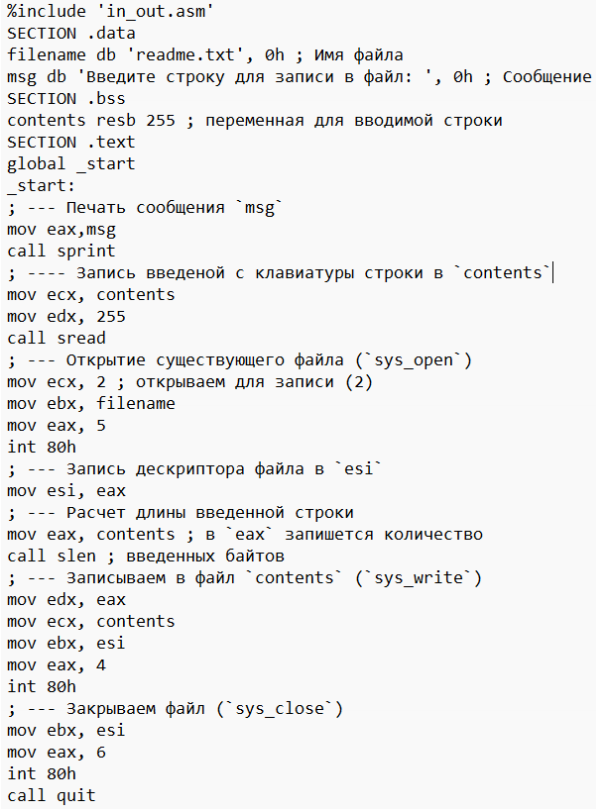 %include 'in_out.asm'
SECTION .data
filename db 'readme.txt', 0h ; Имя файла
msg db 'Введите строку для записи в файл: ', 0h ; Сообщение
SECTION .bss
contents resb 255 ; переменная для вводимой строки
SECTION .text
global _start
_start:
; --- Печать сообщения `msg`
mov eax,msg
call sprint
; ---- Запись введеной с клавиатуры строки в `contents`
mov ecx, contents
mov edx, 255
call sread
; --- Открытие существующего файла (`sys_open`)
mov ecx, 2 ; открываем для записи (2)
mov ebx, filename
mov eax, 5
int 80h
; --- Запись дескриптора файла в `esi`
mov esi, eax
; --- Расчет длины введенной строки
mov eax, contents ; в `eax` запишется количество
call slen ; введенных байтов
; --- Записываем в файл `contents` (`sys_write`)
mov edx, eax
mov ecx, contents
mov ebx, esi
mov eax, 4
int 80h
; --- Закрываем файл (`sys_close`)
mov ebx, esi
mov eax, 6
int 80h
call quit